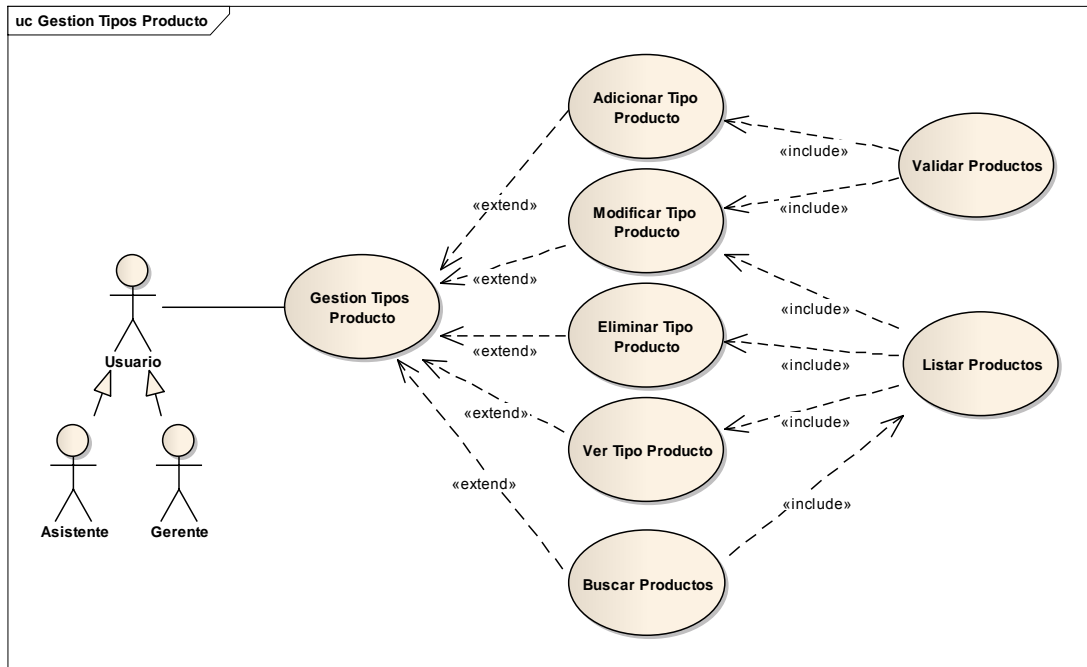 uc Gestion Tipos Producto
Adicionar Tipo
Producto
«include»
Validar Productos
«extend»
Modificar Tipo
Producto
«include»
«extend»
Gestion Tipos
Producto
Usuario
Eliminar Tipo
Producto
«extend»
«include»
«include»
Listar Productos
«extend»
Ver Tipo Producto
«include»
«extend»
«include»
Asistente
Gerente
Buscar Productos